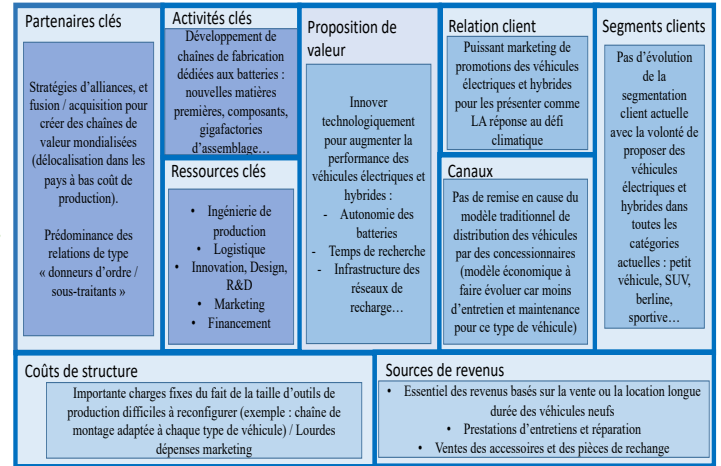 Partenaires clés
Stratégies d’alliances, et
fusion / acquisition pour
créer des chaînes de
valeur mondialisées
(délocalisation dans les
pays à bas coût de
production).
Prédominance des
relations de type
« donneurs d’ordre /
sous-traitants »
Activités clés
Développement de
chaînes de fabrication
dédiées aux batteries :
nouvelles matières
premières, composants,
gigafactories
d’assemblage…
Ressources clés
• Ingénierie de
production
• Logistique
• Innovation, Design,
R&D
• Marketing
• Financement
Proposition de
valeur
Innover
technologiquement
pour augmenter la
performance des
véhicules électriques et
hybrides :
- Autonomie des
batteries
- Temps de recherche
- Infrastructure des
réseaux de
recharge…
Relation client
Puissant marketing de
promotions des véhicules
électriques et hybrides
pour les présenter comme
LA réponse au défi
climatique
Canaux
Pas de remise en cause du
modèle traditionnel de
distribution des véhicules
par des concessionnaires
(modèle économique à
faire évoluer car moins
d’entretien et maintenance
pour ce type de véhicule)
Segments clients
Pas d’évolution
de la
segmentation
client actuelle
avec la volonté de
proposer des
véhicules
électriques et
hybrides dans
toutes les
catégories
actuelles : petit
véhicule, SUV,
berline,
sportive…
Coûts de structure
Importante charges fixes du fait de la taille d’outils de
production difficiles à reconfigurer (exemple : chaîne de
montage adaptée à chaque type de véhicule) / Lourdes
dépenses marketing
Sources de revenus
• Essentiel des revenus basés sur la vente ou la location longue
durée des véhicules neufs
• Prestations d’entretiens et réparation
• Ventes des accessoires et des pièces de rechange